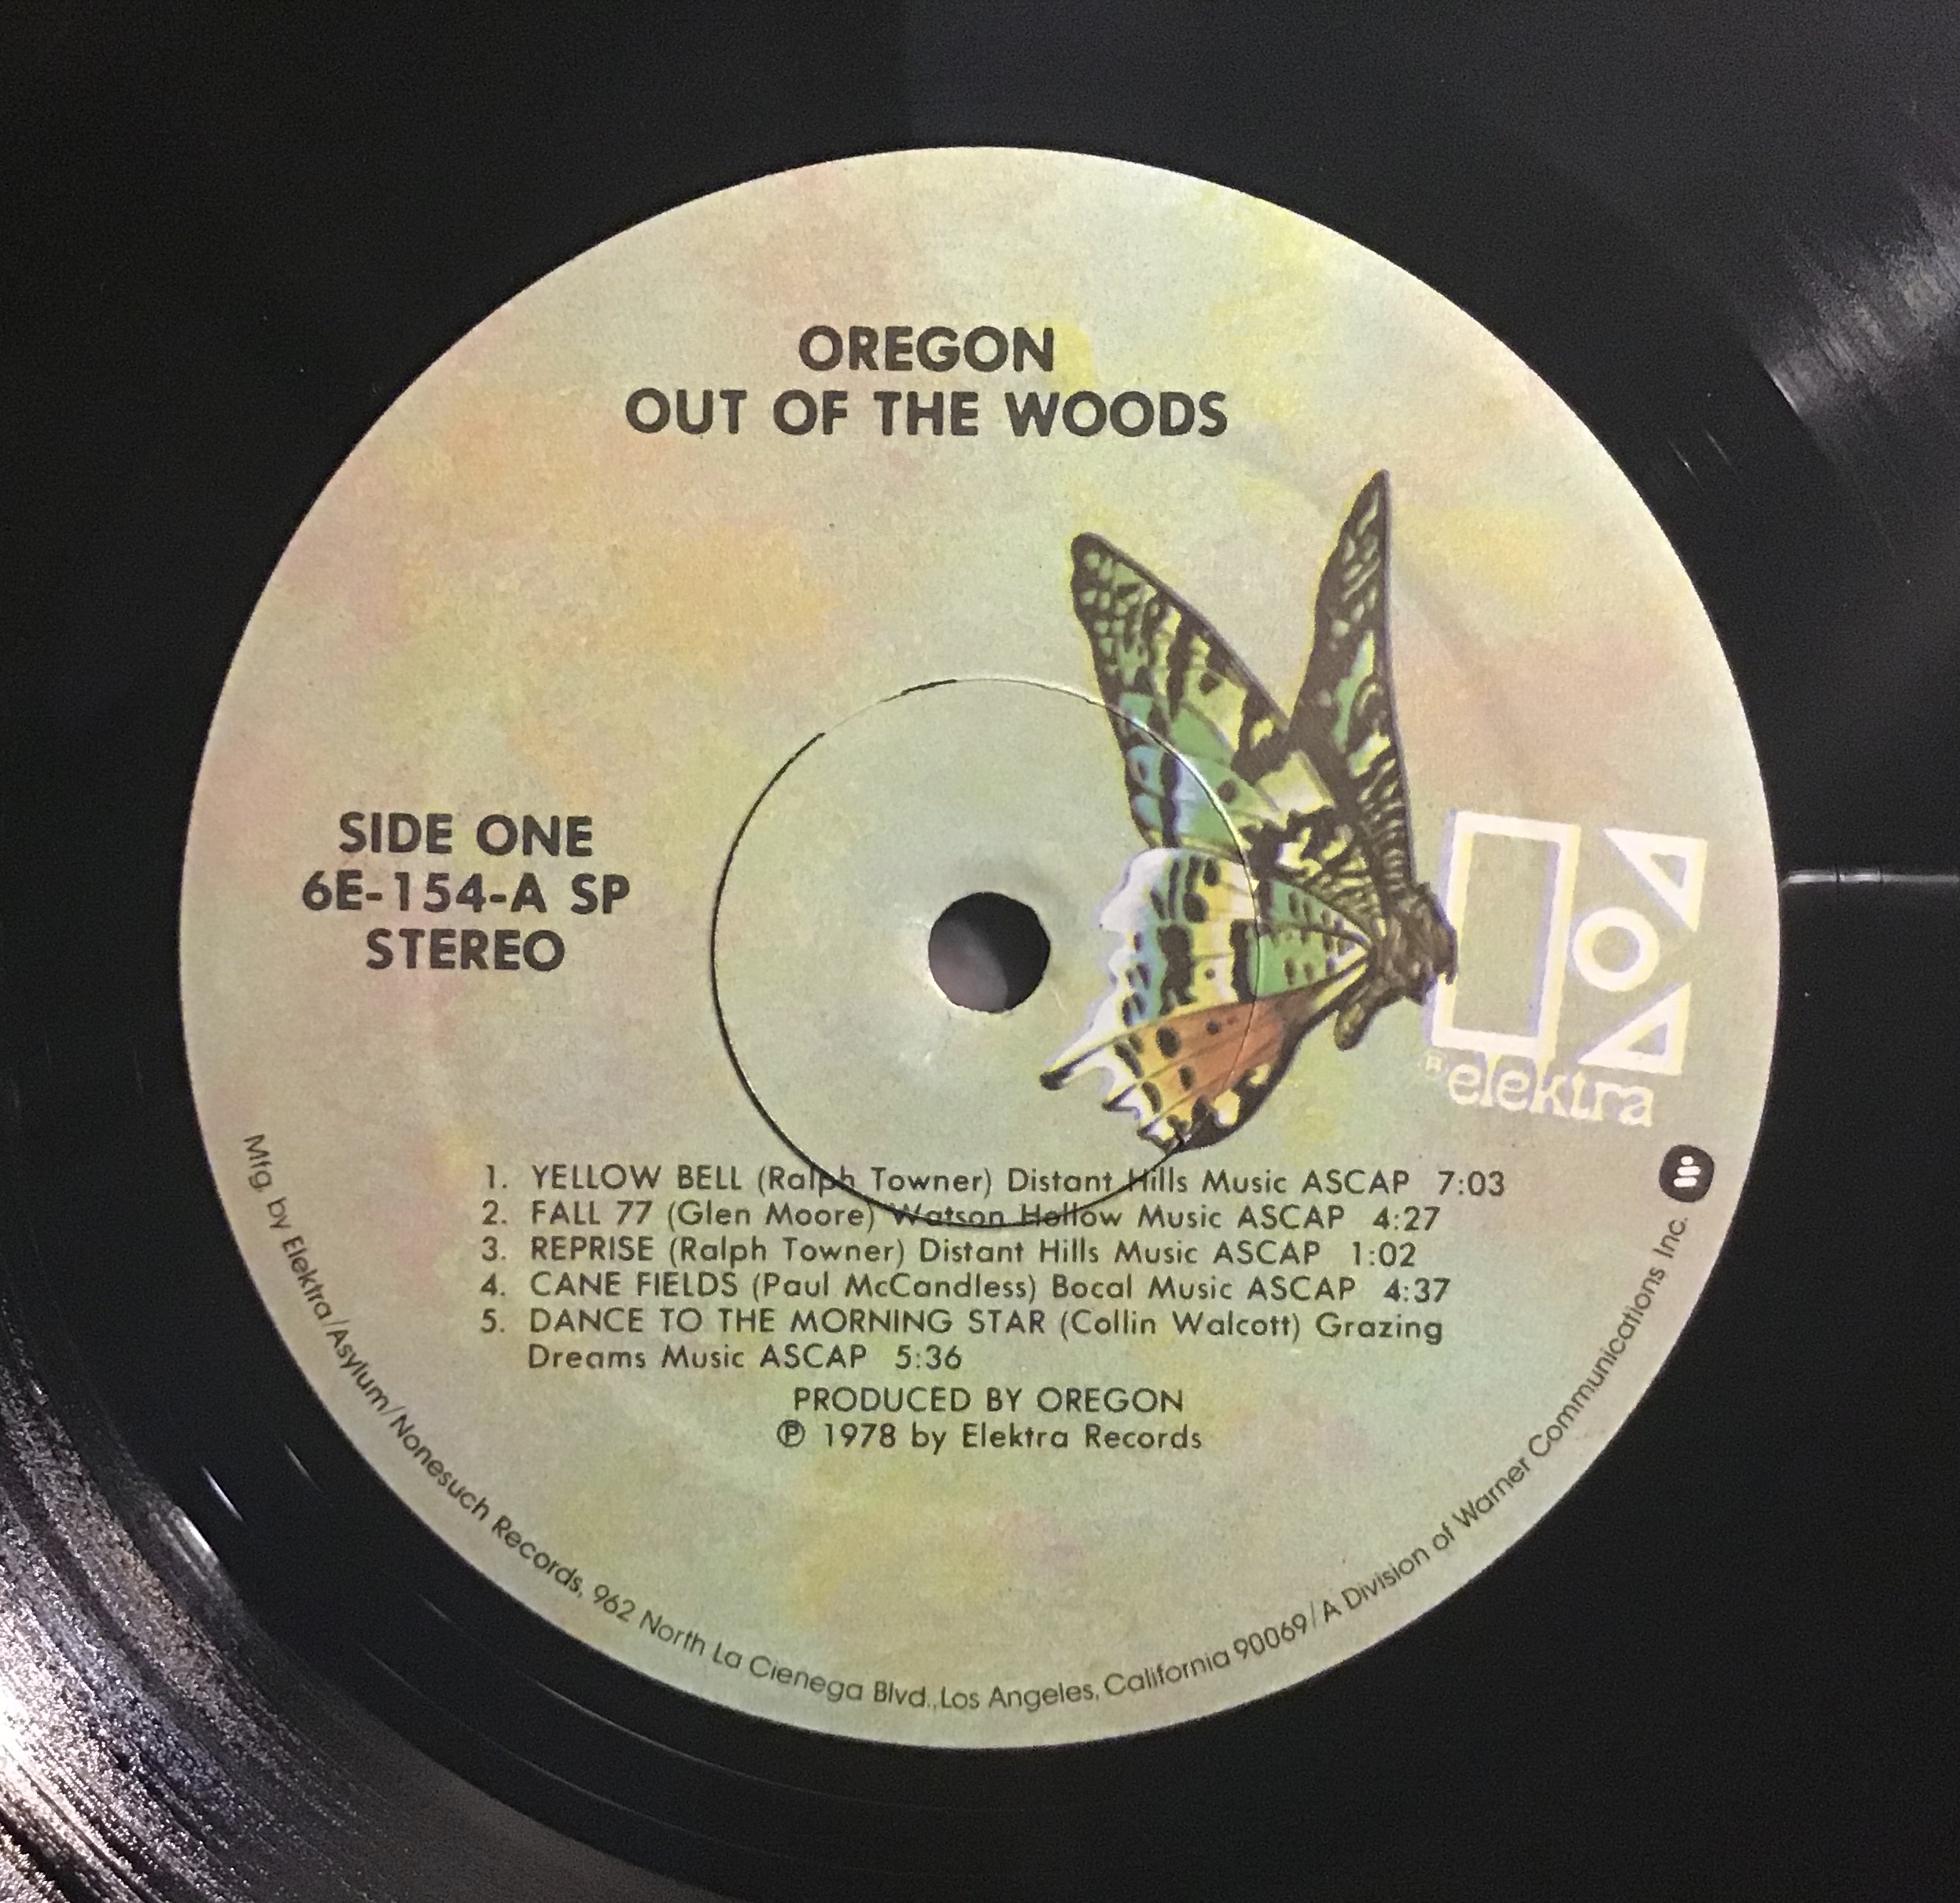 OREGON
OUT OF THE WOODS
SIDE ONE
6E-154-A SP
STEREO
® elektra
1. YELLOW BELL (Ralph Towner) Distant Hills Music ASCAP 7:03
2. FALL 77 (Glen Moore) Watson Hollow Music ASCAP 4:27
3. REPRISE (Ralph Towner) Distant Hills Music ASCAP 1:02
4. CANE FIELDS (Paul McCandless) Bocal Music ASCAP 4:37
5. DANCE TO THE MORNING STAR (Collin Walcott) Grazing
Dreams Music ASCAP 5:36
PRODUCED BY OREGON
℗ 1978 by Elektra Records
Mfg. by Elektra/Asylum/Nonesuch Records, 962 North La Cienega Blvd., Los Angeles, California 90069/A Division of Warner Communications Inc.